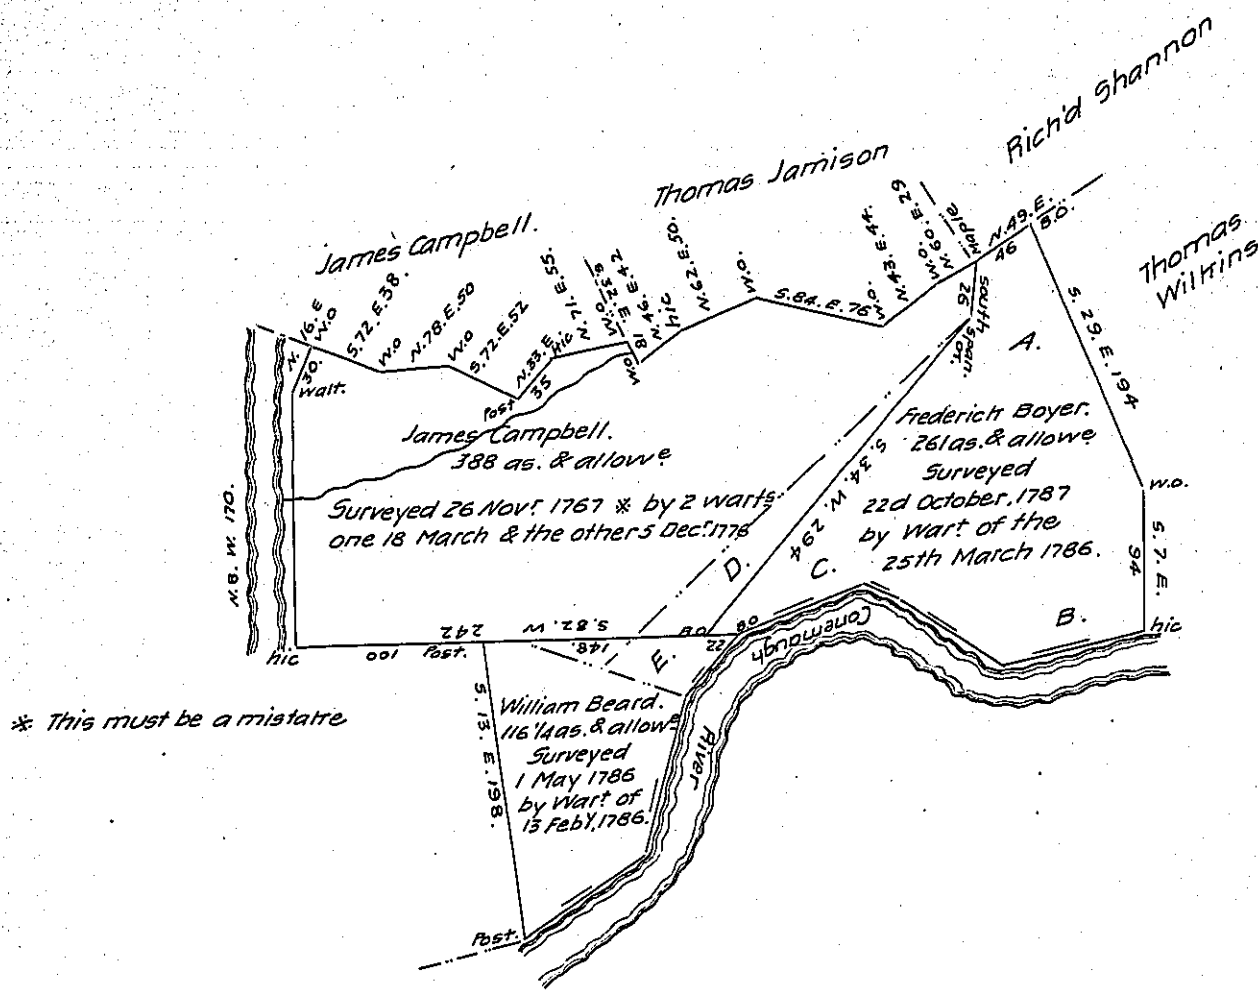 Rich'd Shannon
Thomas Jamison
James Campbell.
Thomas
Wilkins
N. 16. E
30.
W.O
Walt.
S. 72. E. 38.
W.O
N. 78. E. 50
W.O
S. 72. E. 52
Post
N. 33. E.
35
Hic
N. 71. E. 55.
W.O
S. 25. E.
18
W.O
N. 46. E. 42
hic
N. 62. E. 50.
W.O.
S. 84. E. 76
W.O.
N. 43. E. 44.
W.O.
N. 60. E. 29
Maple
N. 49. E.
46
B.O.
South
26
Span.
S. 29. E. 194
A.
W.O.
S. 7. E.
94
hic
James Campbell.
388 as. & allowe
Surveyed 26 Novr. 1767 * by 2 warts.
one 18 March & the other 5 Decr. 1776
Frederich Boyer.
261 as. & allowe
Surveyed
22d October, 1787
by Wart of the
25th March 1786.
S. 34. W. 294
D.
C.
B.
E.
N. 8. W. 170.
hic
100
Post.
242
S. 82. W
148.
B.O
22
80
Conemaugh
River
S. 13. E. 198.
William Beard.
116 1/4 as. & allowe
Surveyed
1 May 1786
by Wart of
13 Feby, 1786.
Post.
* This must be a mistake